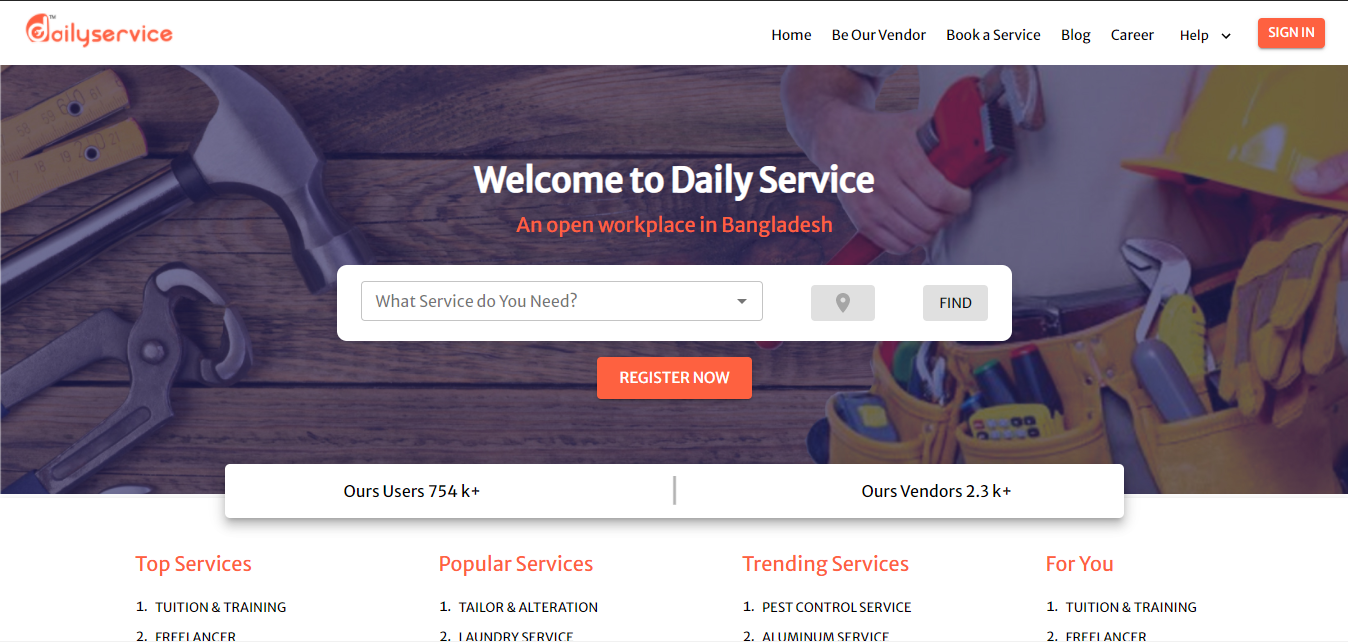 TM
dailyservice
Home Be Our Vendor Book a Service Blog Career Help SIGN IN
Welcome to Daily Service
An open workplace in Bangladesh
What Service do You Need? FIND
REGISTER NOW
Ours Users 754 k+ Ours Vendors 2.3 k+
Top Services Popular Services Trending Services For You
1. TUITION & TRAINING 1. TAILOR & ALTERATION 1. PEST CONTROL SERVICE 1. TUITION & TRAINING
2. FREELANCER 2. LAUNDRY SERVICE 2. ALUMINUM SERVICE 2. FREELANCER